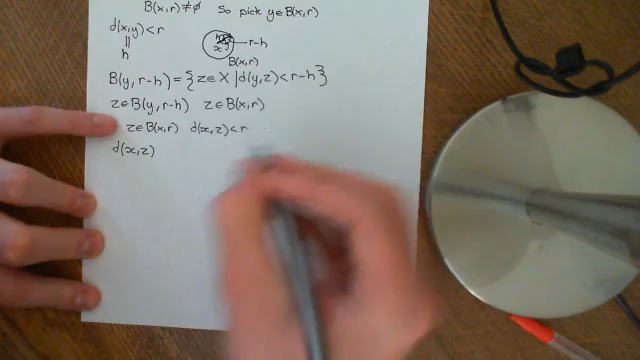 B(x,r)≠∅ So pick y∈B(x,r)
d(x,y)<r
||
h
h
x y
r-h
B(x,r)
B(y,r-h)={z∈X|d(y,z)<r-h}
z∈B(y,r-h) z∈B(x,r)
z∈B(x,r) d(x,z)<r
d(x,z)